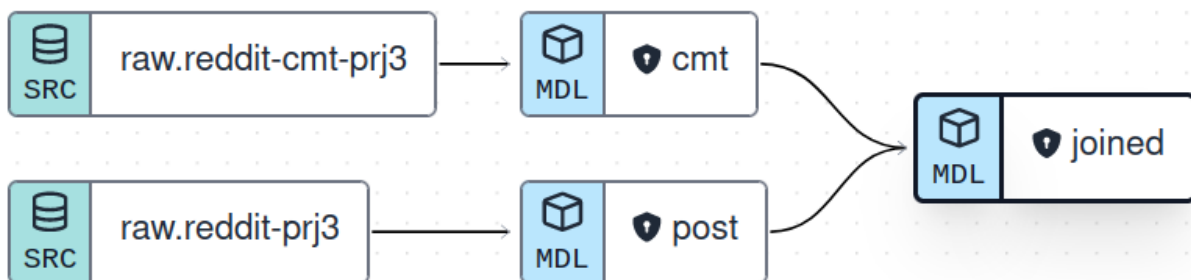 raw.reddit-cmt-prj3
SRC
cmt
MDL
joined
MDL
raw.reddit-prj3
SRC
post
MDL